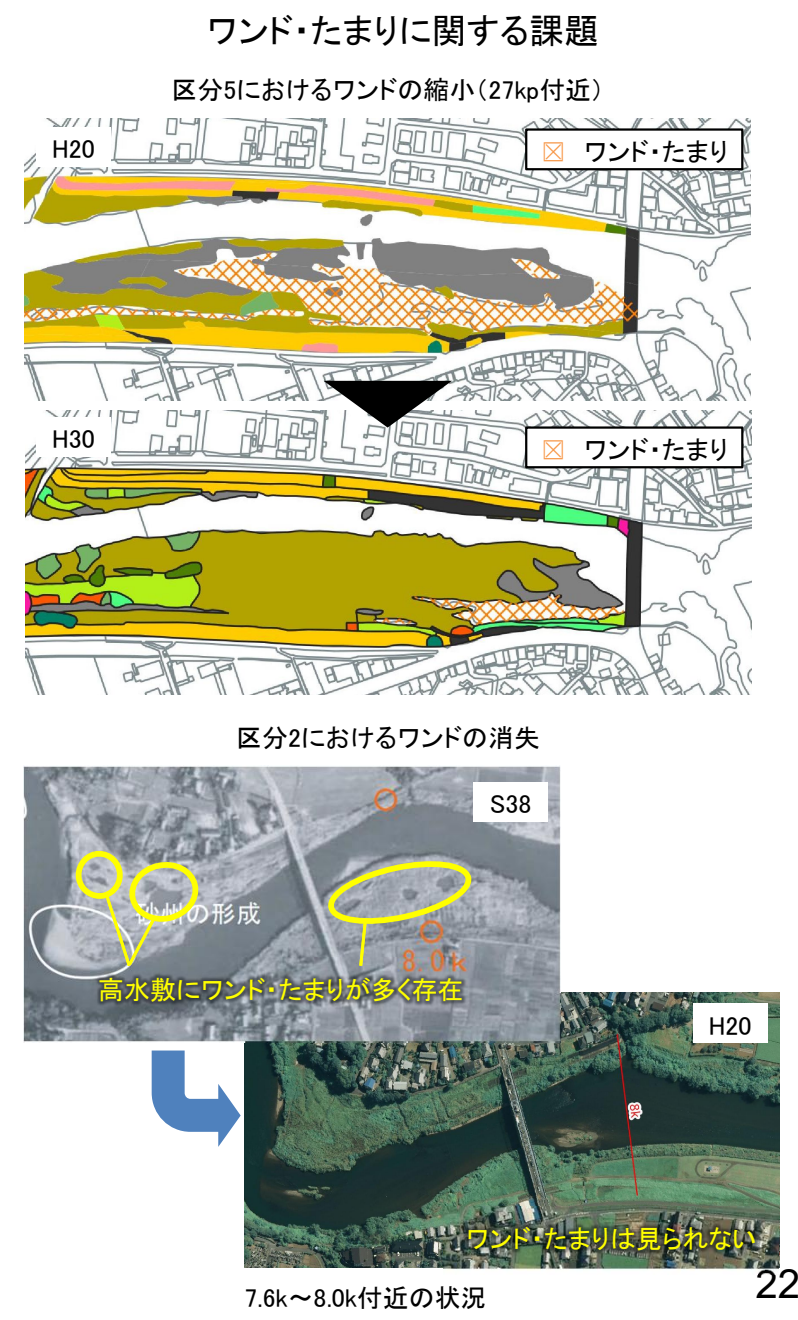 ワンド・たまりに関する課題
区分5におけるワンドの縮小（27kp付近）
H20
ワンド・たまり
H30
ワンド・たまり
区分2におけるワンドの消失
S38
砂州の形成
8.0k
高水敷にワンド・たまりが多く存在
H20
8k
ワンド・たまりは見られない
7.6k～8.0k付近の状況
22